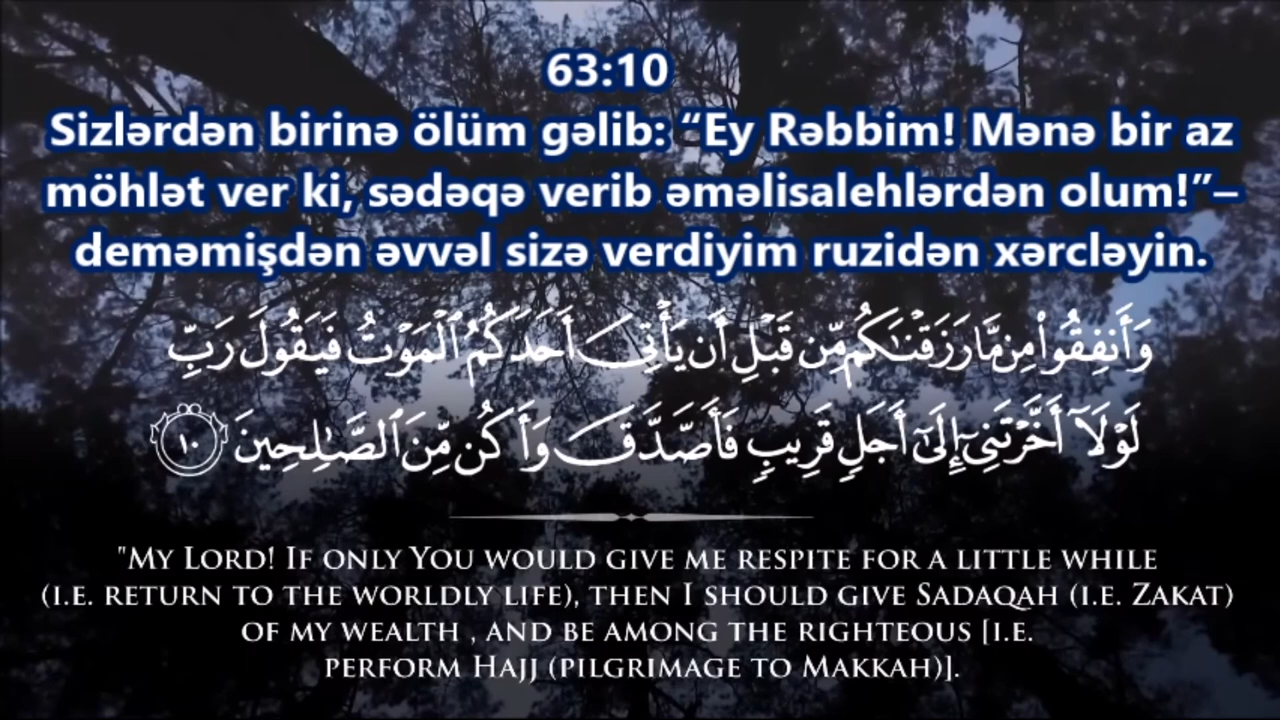 63:10
Sizlərdən birinə ölüm gəlib: “Ey Rəbbim! Mənə bir az
möhlət ver ki, sədəqə verib əməlisalehlərdən olum!”–
deməmişdən əvvəl sizə verdiyim ruzidən xərcləyin.
وَأَنفِقُوا۟ مِن مَّا رَزَقْنَـٰكُم مِّن قَبْلِ أَن يَأْتِىَ أَحَدَكُمُ ٱلْمَوْتُ فَيَقُولَ رَبِّ
لَوْلَآ أَخَّرْتَنِىٓ إِلَىٰٓ أَجَلٍ قَرِيبٍ فَأَصَّدَّقَ وَأَكُن مِّنَ ٱلصَّـٰلِحِينَ ١٠
"My Lord! If only You would give me respite for a little while
(i.e. return to the worldly life), then I should give Sadaqah (i.e. Zakat)
of my wealth , and be among the righteous [i.e.
perform Hajj (pilgrimage to Makkah)].